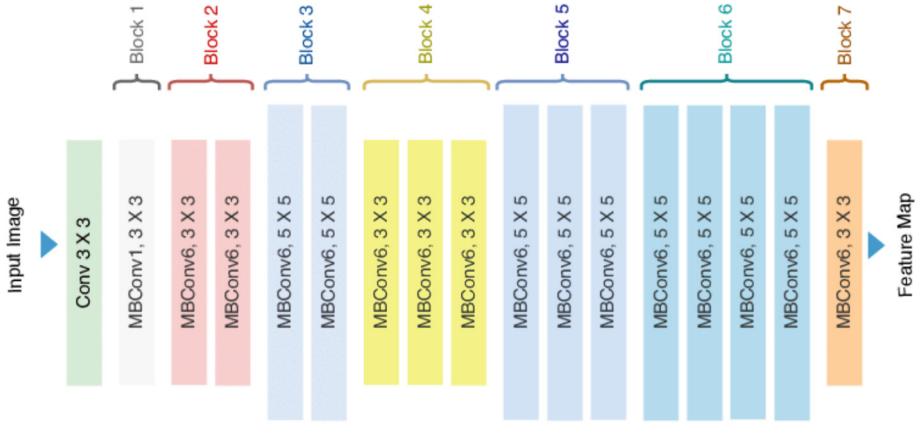 Block 1
Block 2
Block 3
Block 4
Block 5
Block 6
Block 7
Input Image
Conv 3 X 3
MBConv1, 3 X 3
MBConv6, 3 X 3
MBConv6, 3 X 3
MBConv6, 5 X 5
MBConv6, 5 X 5
MBConv6, 3 X 3
MBConv6, 3 X 3
MBConv6, 3 X 3
MBConv6, 5 X 5
MBConv6, 5 X 5
MBConv6, 5 X 5
MBConv6, 5 X 5
MBConv6, 5 X 5
MBConv6, 5 X 5
MBConv6, 5 X 5
MBConv6, 3 X 3
Feature Map